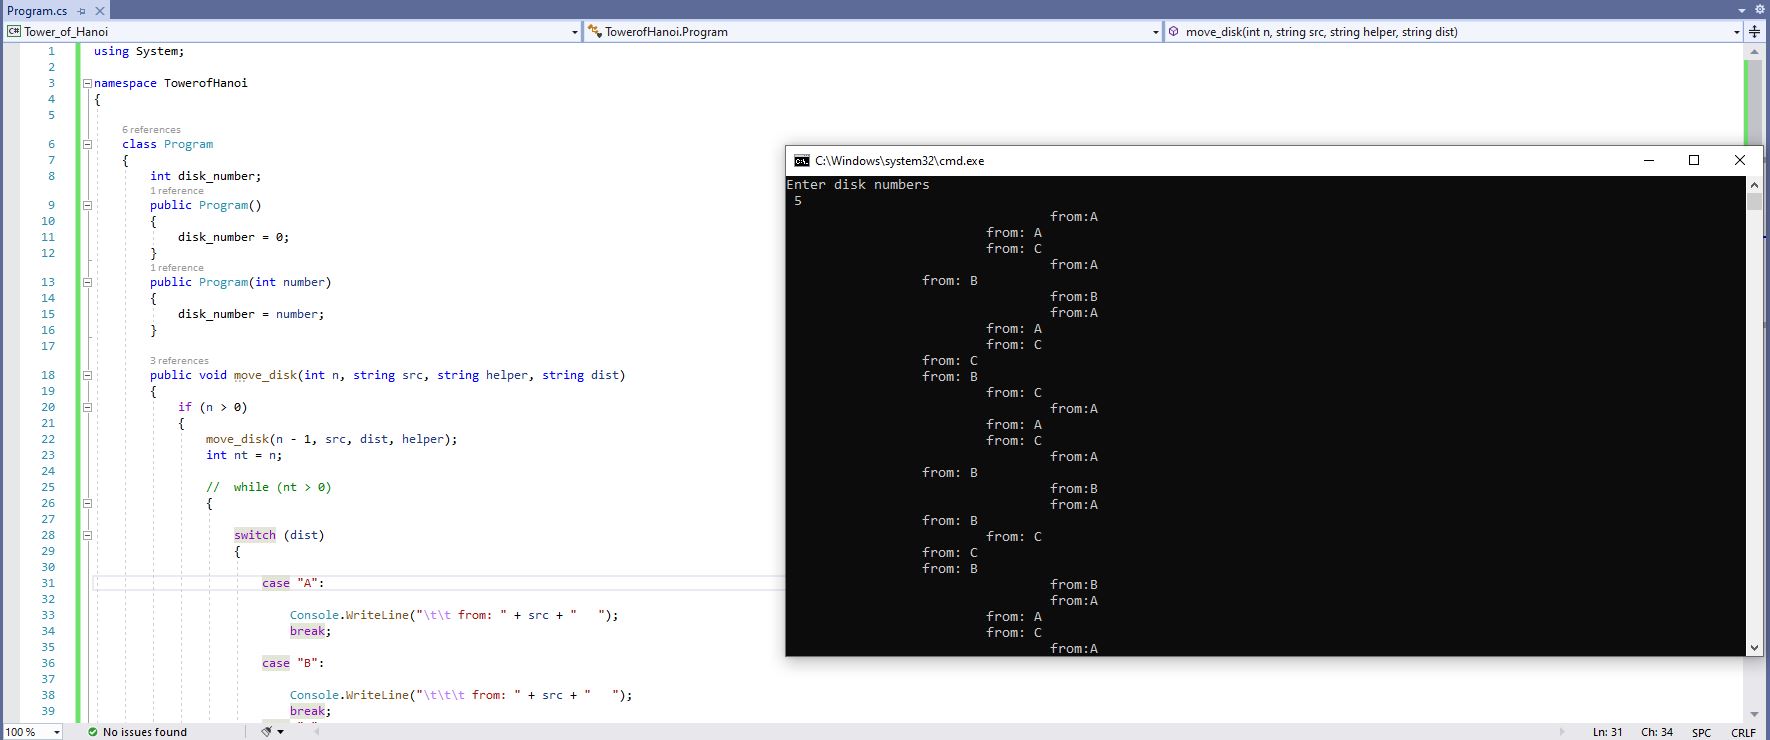 Program.cs
C# Tower_of_Hanoi
TowerofHanoi.Program
move_disk(int n, string src, string helper, string dist)
1 using System;
2
3 namespace TowerofHanoi
4 {
5
6 references
6 class Program
7 {
8 int disk_number;
1 reference
9 public Program()
10 {
11 disk_number = 0;
12 }
1 reference
13 public Program(int number)
14 {
15 disk_number = number;
16 }
17
3 references
18 public void move_disk(int n, string src, string helper, string dist)
19 {
20 if (n > 0)
21 {
22 move_disk(n - 1, src, dist, helper);
23 int nt = n;
24
25 //  while (nt > 0)
26 {
27
28 switch (dist)
29 {
30
31 case "A":
32
33 Console.WriteLine("\t\t from: " + src + "   ");
34 break;
35
36 case "B":
37
38 Console.WriteLine("\t\t\t from: " + src + "   ");
39 break;
C:\Windows\system32\cmd.exe
Enter disk numbers
5
from:A
from: A
from: C
from:A
from: B
from:B
from:A
from: A
from: C
from: C
from: B
from: C
from:A
from: A
from: C
from:A
from: B
from:B
from:A
from: B
from: C
from: C
from: B
from:B
from:A
from: A
from: C
from:A
100 %
No issues found
Ln: 31
Ch: 34
SPC
CRLF